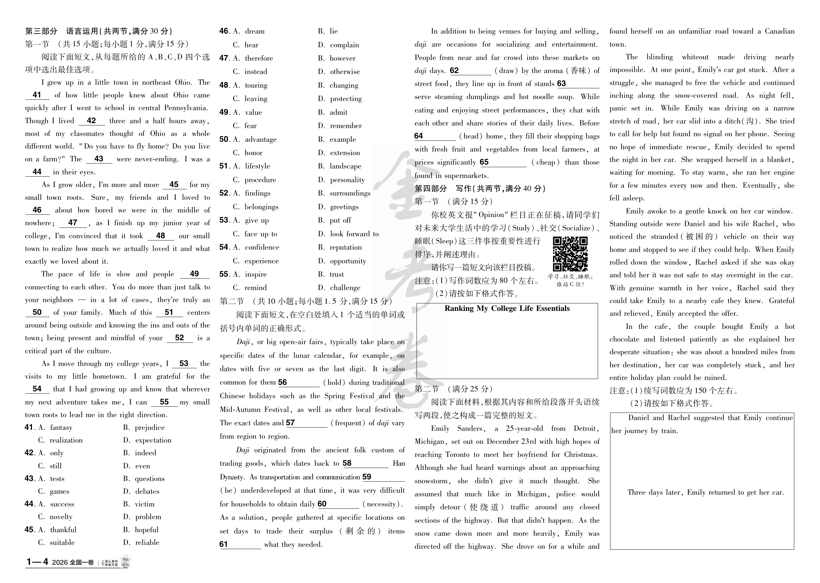 第三部分 语言运用(共两节,满分 30 分)
第一节 (共 15 小题;每小题 1 分,满分 15 分)
阅读下面短文,从每题所给的 A、B、C、D 四个选
项中选出最佳选项。
I grew up in a little town in northeast Ohio. The
41 of how little people knew about Ohio came
quickly after I went to school in central Pennsylvania.
Though I lived 42 three and a half hours away,
most of my classmates thought of Ohio as a whole
different world. "Do you have to fly home? Do you live
on a farm?" The 43 were never-ending. I was a
44 in their eyes.
As I grow older, I'm more and more 45 for my
small town roots. Sure, my friends and I loved to
46 about how bored we were in the middle of
nowhere; 47 , as I finish up my junior year of
college, I'm convinced that it took 48 our small
town to realize how much we actually loved it and what
exactly we loved about it.
The pace of life is slow and people 49
connecting to each other. You do more than just talk to
your neighbors — in a lot of cases, they're truly an
50 of your family. Much of this 51 centers
around being outside and knowing the ins and outs of the
town; being present and mindful of your 52 is a
critical part of the culture.
As I move through my college years, I 53 the
visits to my little hometown. I am grateful for the
54 that I had growing up and know that wherever
my next adventure takes me, I can 55 my small
town roots to lead me in the right direction.
41. A. fantasy B. prejudice
C. realization D. expectation
42. A. only B. indeed
C. still D. even
43. A. tests B. questions
C. games D. debates
44. A. success B. victim
C. novelty D. problem
45. A. thankful B. hopeful
C. suitable D. reliable
1—4 2026 全国一卷
46. A. dream B. lie
C. hear D. complain
47. A. therefore B. however
C. instead D. otherwise
48. A. touring B. changing
C. leaving D. protecting
49. A. value B. admit
C. fear D. remember
50. A. advantage B. example
C. honor D. extension
51. A. lifestyle B. landscape
C. procedure D. personality
52. A. findings B. surroundings
C. belongings D. greetings
53. A. give up B. put off
C. face up to D. look forward to
54. A. confidence B. reputation
C. experience D. opportunity
55. A. inspire B. trust
C. remind D. challenge
第二节 (共 10 小题;每小题 1. 5 分,满分 15 分)
阅读下面短文,在空白处填入 1 个适当的单词或
括号内单词的正确形式。
Daji, or big open-air fairs, typically take place on
specific dates of the lunar calendar, for example, on
dates with five or seven as the last digit. It is also
common for them 56 (hold) during traditional
Chinese holidays such as the Spring Festival and the
Mid-Autumn Festival, as well as other local festivals.
The exact dates and 57 (frequent) of daji vary
from region to region.
Daji originated from the ancient folk custom of
trading goods, which dates back to 58 Han
Dynasty. As transportation and communication 59
(be) underdeveloped at that time, it was very difficult
for households to obtain daily 60 (necessity).
As a solution, people gathered at specific locations on
set days to trade their surplus (剩余的) items
61 what they needed.
In addition to being venues for buying and selling,
daji are occasions for socializing and entertainment.
People from near and far crowd into these markets on
daji days. 62 (draw) by the aroma (香味) of
street food, they line up in front of stands 63
serve steaming dumplings and hot noodle soup. While
eating and enjoying street performances, they chat with
each other and share stories of their daily lives. Before
64 (head) home, they fill their shopping bags
with fresh fruit and vegetables from local farmers, at
prices significantly 65 (cheap) than those
found in supermarkets.
第四部分 写作(共两节,满分 40 分)
第一节 (满分 15 分)
你校英文报"Opinion"栏目正在征稿,请同学们
对未来大学生活中的学习(Study)、社交(Socialize)、
睡眠(Sleep)这三件事按重要性进行
排序,并阐述理由。
请你写一篇短文向该栏目投稿。
注意:(1)写作词数应为 80 个左右。
(2)请按如下格式作答。
学习、社交、睡眠,
谁站 C 位?
Ranking My College Life Essentials
第二节 (满分 25 分)
阅读下面材料,根据其内容和所给段落开头语续
写两段,使之构成一篇完整的短文。
Emily Sanders, a 25-year-old from Detroit,
Michigan, set out on December 23rd with high hopes of
reaching Toronto to meet her boyfriend for Christmas.
Although she had heard warnings about an approaching
snowstorm, she didn't give it much thought. She
assumed that much like in Michigan, police would
simply detour (使绕道) traffic around any closed
sections of the highway. But that didn't happen. As the
snow came down more and more heavily, Emily was
directed off the highway. She drove on for a while and
found herself on an unfamiliar road toward a Canadian
town.
The blinding whiteout made driving nearly
impossible. At one point, Emily's car got stuck. After a
struggle, she managed to free the vehicle and continued
inching along the snow-covered road. As night fell,
panic set in. While Emily was driving on a narrow
stretch of road, her car slid into a ditch(沟). She tried
to call for help but found no signal on her phone. Seeing
no hope of immediate rescue, Emily decided to spend
the night in her car. She wrapped herself in a blanket,
waiting for morning. To stay warm, she ran her engine
for a few minutes every now and then. Eventually, she
fell asleep.
Emily awoke to a gentle knock on her car window.
Standing outside were Daniel and his wife Rachel, who
noticed the stranded (被困的) vehicle on their way
home and stopped to see if they could help. When Emily
rolled down the window, Rachel asked if she was okay
and told her it was not safe to stay overnight in the car.
With genuine warmth in her voice, Rachel said they
could take Emily to a nearby cafe they knew. Grateful
and relieved, Emily accepted the offer.
In the cafe, the couple bought Emily a hot
chocolate and listened patiently as she explained her
desperate situation: she was about a hundred miles from
her destination, her car was completely stuck, and her
entire holiday plan could be ruined.
注意:(1)续写词数应为 150 个左右。
(2)请按如下格式作答。
Daniel and Rachel suggested that Emily continue
her journey by train.
Three days later, Emily returned to get her car.
金考卷